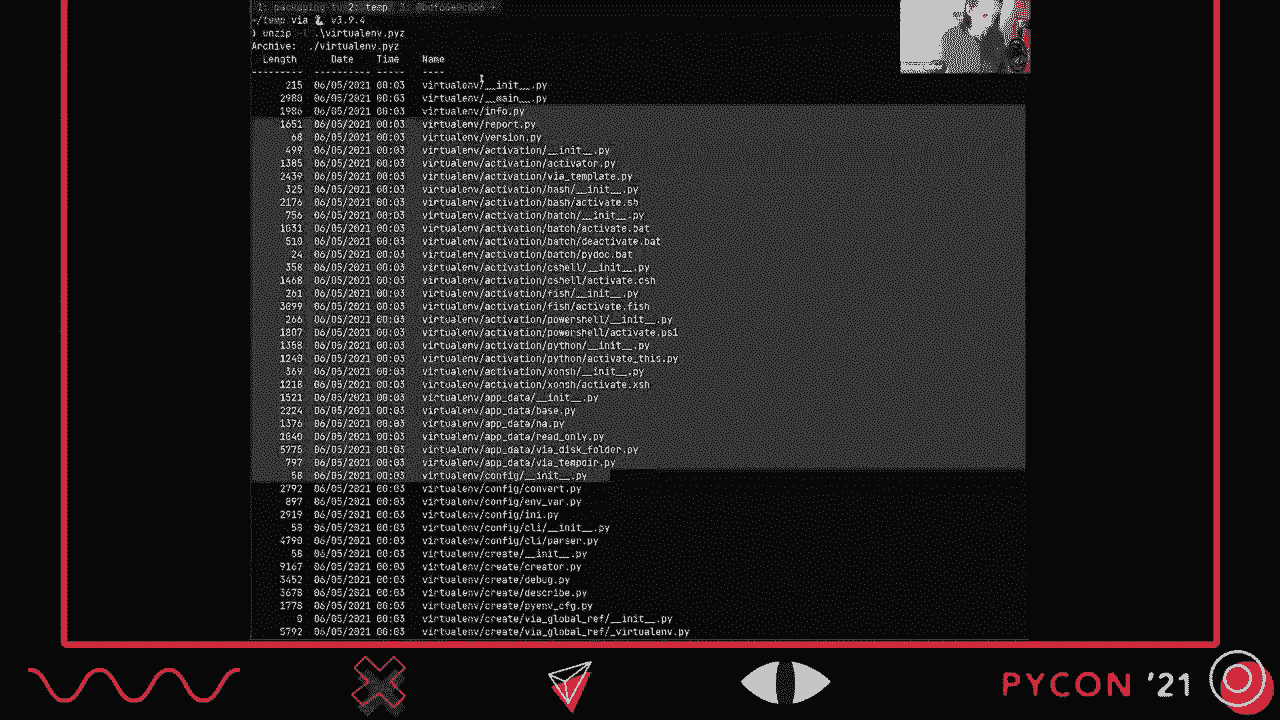 2: temp
~/temp via v3.9.4
) unzip -l .\virtualenv.pyz
Archive: ./virtualenv.pyz
Length Date Time Name
--------- ---------- ----- ----
215 06/05/2021 00:03 virtualenv/__init__.py
2980 06/05/2021 00:03 virtualenv/__main__.py
1986 06/05/2021 00:03 virtualenv/info.py
1651 06/05/2021 00:03 virtualenv/report.py
68 06/05/2021 00:03 virtualenv/version.py
499 06/05/2021 00:03 virtualenv/activation/__init__.py
1385 06/05/2021 00:03 virtualenv/activation/activator.py
2439 06/05/2021 00:03 virtualenv/activation/via_template.py
325 06/05/2021 00:03 virtualenv/activation/bash/__init__.py
2176 06/05/2021 00:03 virtualenv/activation/bash/activate.sh
756 06/05/2021 00:03 virtualenv/activation/batch/__init__.py
1031 06/05/2021 00:03 virtualenv/activation/batch/activate.bat
510 06/05/2021 00:03 virtualenv/activation/batch/deactivate.bat
24 06/05/2021 00:03 virtualenv/activation/batch/pydoc.bat
358 06/05/2021 00:03 virtualenv/activation/cshell/__init__.py
1468 06/05/2021 00:03 virtualenv/activation/cshell/activate.csh
261 06/05/2021 00:03 virtualenv/activation/fish/__init__.py
3099 06/05/2021 00:03 virtualenv/activation/fish/activate.fish
266 06/05/2021 00:03 virtualenv/activation/powershell/__init__.py
1807 06/05/2021 00:03 virtualenv/activation/powershell/activate.ps1
1358 06/05/2021 00:03 virtualenv/activation/python/__init__.py
1240 06/05/2021 00:03 virtualenv/activation/python/activate_this.py
369 06/05/2021 00:03 virtualenv/activation/xonsh/__init__.py
1218 06/05/2021 00:03 virtualenv/activation/xonsh/activate.xsh
1521 06/05/2021 00:03 virtualenv/app_data/__init__.py
2224 06/05/2021 00:03 virtualenv/app_data/base.py
1376 06/05/2021 00:03 virtualenv/app_data/na.py
1040 06/05/2021 00:03 virtualenv/app_data/read_only.py
5775 06/05/2021 00:03 virtualenv/app_data/via_disk_folder.py
797 06/05/2021 00:03 virtualenv/app_data/via_tempdir.py
58 06/05/2021 00:03 virtualenv/config/__init__.py
2792 06/05/2021 00:03 virtualenv/config/convert.py
897 06/05/2021 00:03 virtualenv/config/env_var.py
2919 06/05/2021 00:03 virtualenv/config/ini.py
58 06/05/2021 00:03 virtualenv/config/cli/__init__.py
4790 06/05/2021 00:03 virtualenv/config/cli/parser.py
58 06/05/2021 00:03 virtualenv/create/__init__.py
9167 06/05/2021 00:03 virtualenv/create/creator.py
3452 06/05/2021 00:03 virtualenv/create/debug.py
3678 06/05/2021 00:03 virtualenv/create/describe.py
1778 06/05/2021 00:03 virtualenv/create/pyenv_cfg.py
0 06/05/2021 00:03 virtualenv/create/via_global_ref/__init__.py
5792 06/05/2021 00:03 virtualenv/create/via_global_ref/_virtualenv.py
PYCON '21